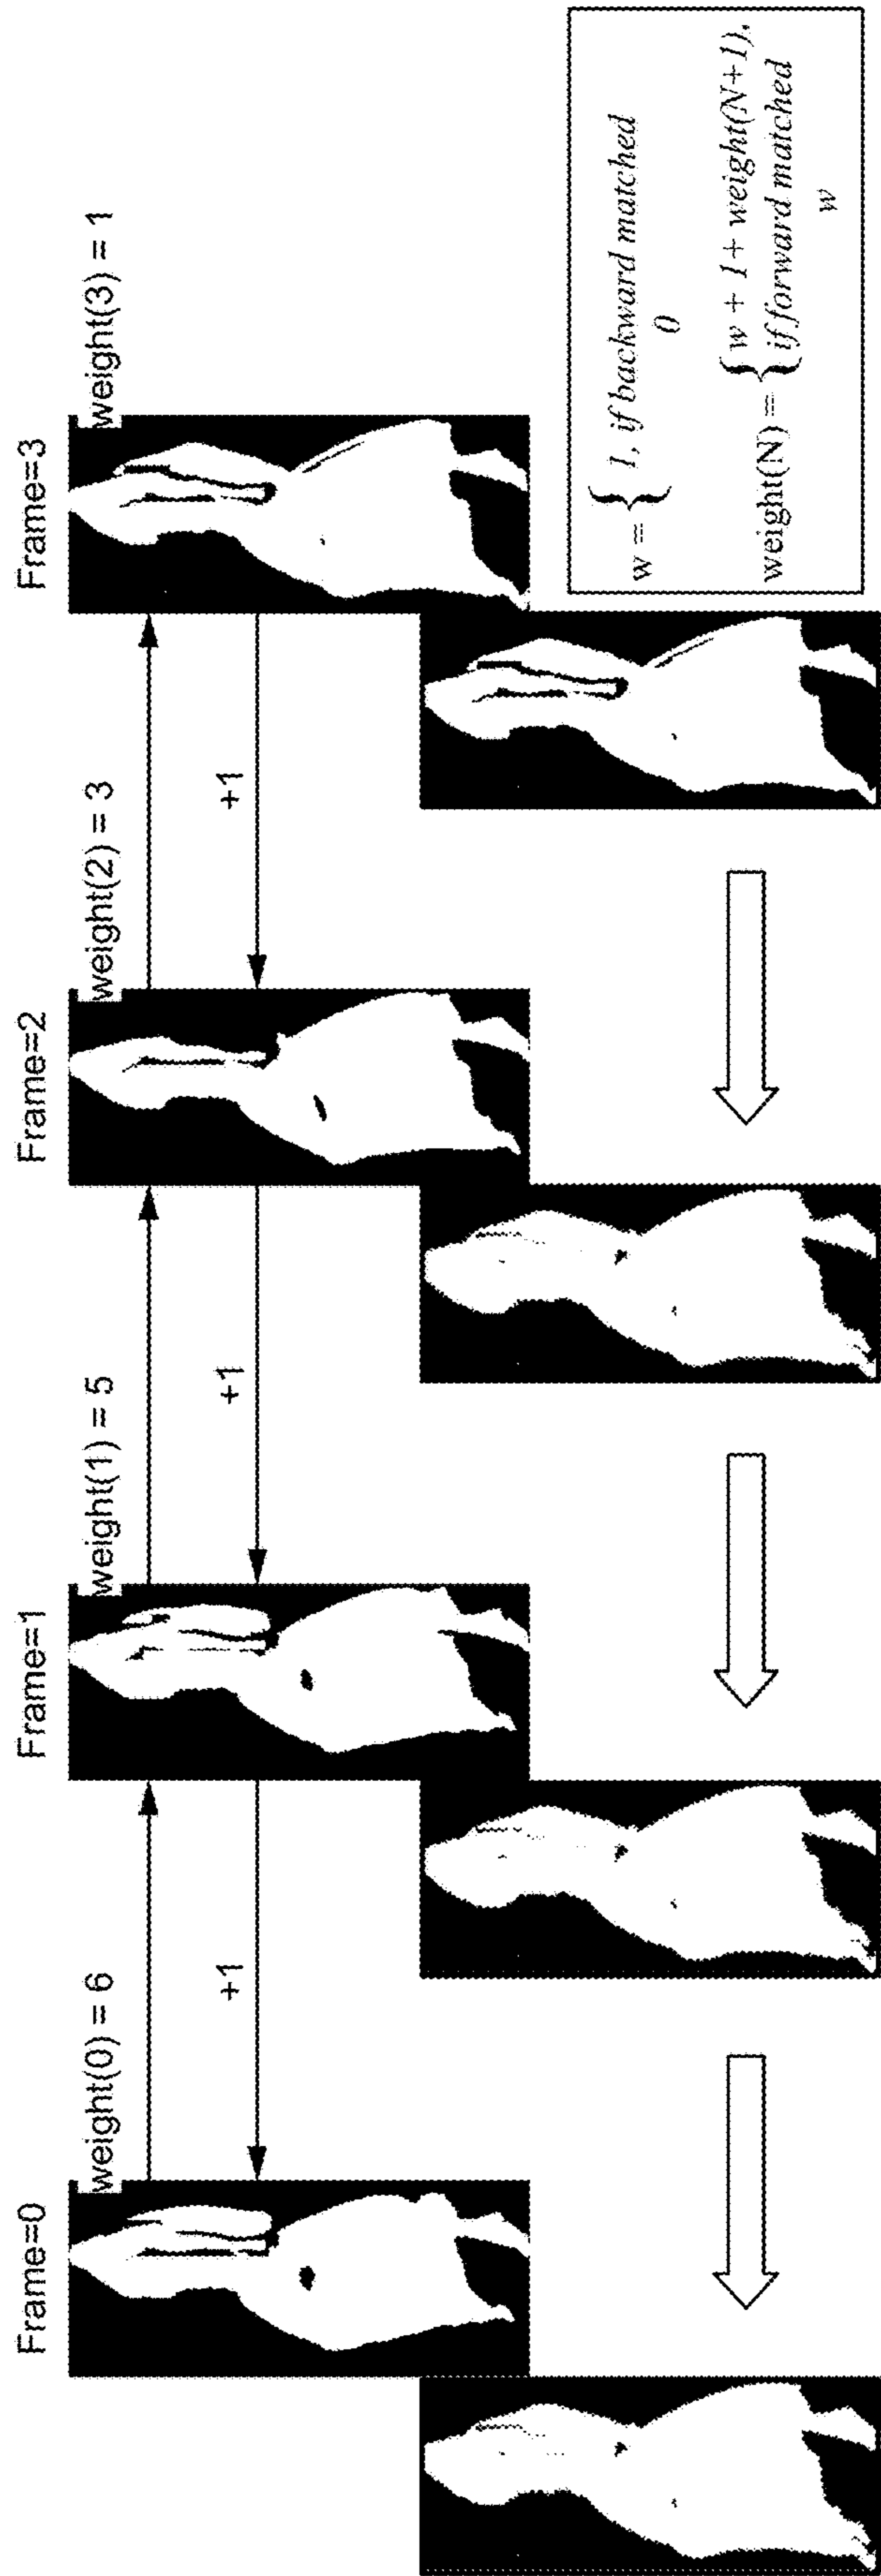 Frame=0
Frame=1
Frame=2
Frame=3
weight(0) = 6
weight(1) = 5
weight(2) = 3
weight(3) = 1
+1
+1
+1
w = { 1, if backward matched
0
weight(N) = { w + 1 + weight(N+1),
if forward matched
w